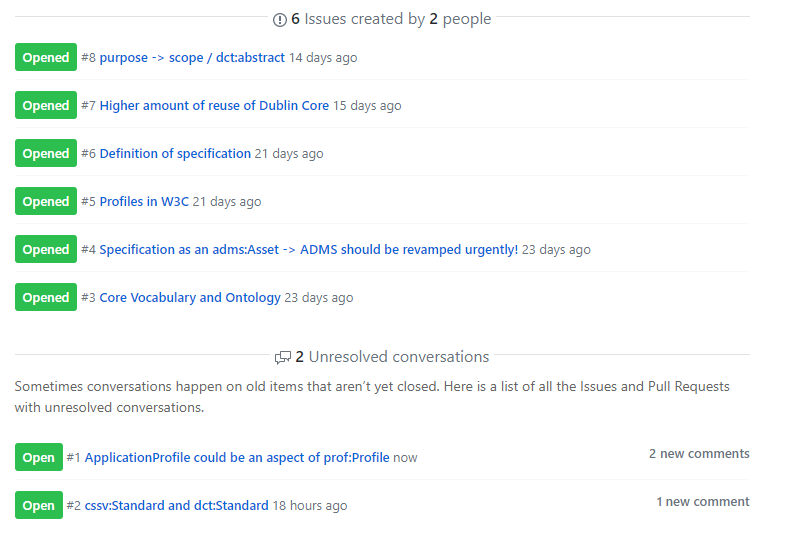 6 Issues created by 2 people
Opened #8 purpose -> scope / dct:abstract 14 days ago
Opened #7 Higher amount of reuse of Dublin Core 15 days ago
Opened #6 Definition of specification 21 days ago
Opened #5 Profiles in W3C 21 days ago
Opened #4 Specification as an adms:Asset -> ADMS should be revamped urgently! 23 days ago
Opened #3 Core Vocabulary and Ontology 23 days ago
2 Unresolved conversations
Sometimes conversations happen on old items that aren’t yet closed. Here is a list of all the Issues and Pull Requests
with unresolved conversations.
Open #1 ApplicationProfile could be an aspect of prof:Profile now 2 new comments
Open #2 cssv:Standard and dct:Standard 18 hours ago 1 new comment